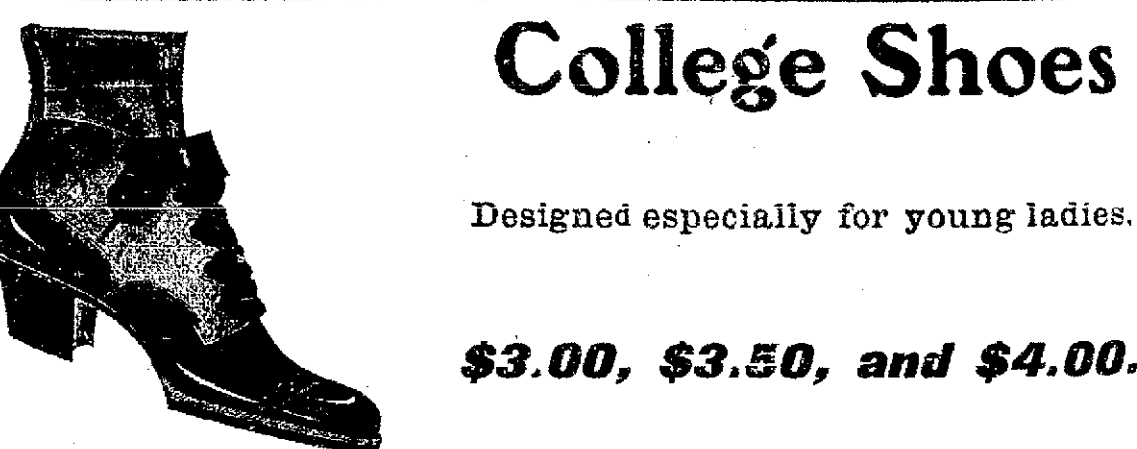 College Shoes
Designed especially for young ladies.
$3.00, $3.50, and $4.00.